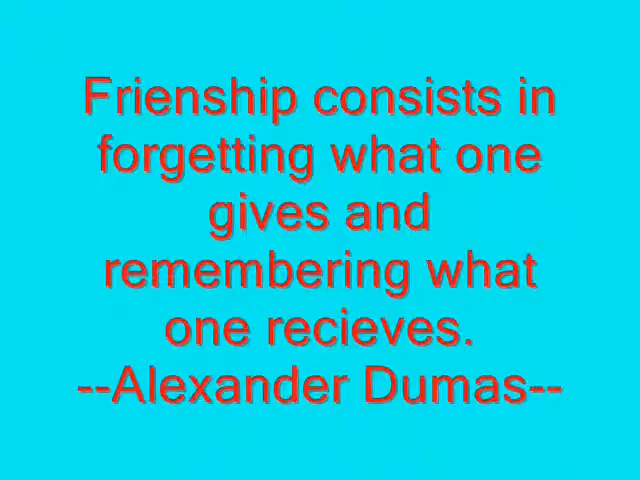 Frienship consists in
forgetting what one
gives and
remembering what
one recieves.
--Alexander Dumas--